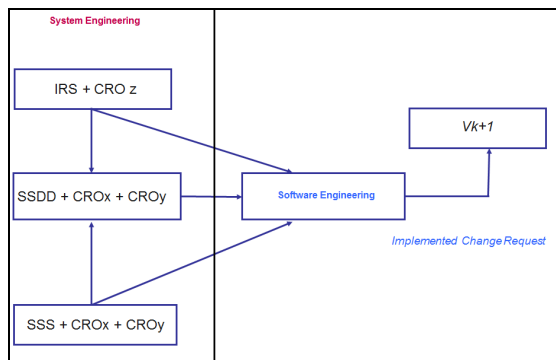 System Engineering
IRS + CRO z
Vk+1
SSDD + CROx + CROy
Software Engineering
Implemented Change Request
SSS + CROx + CROy